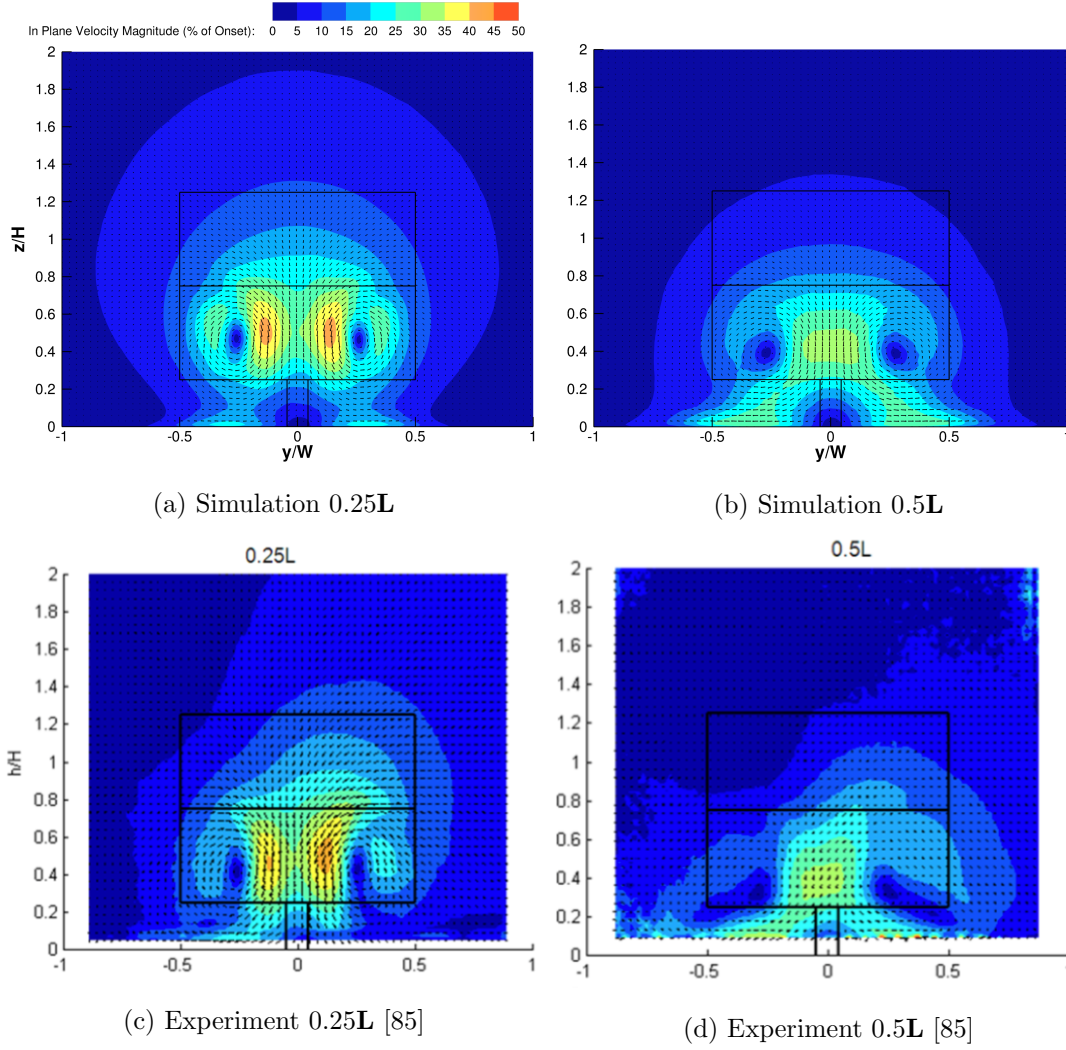 In Plane Velocity Magnitude (% of Onset): 0 5 10 15 20 25 30 35 40 45 50
2
1.8
1.6
1.4
1.2
1
0.8
0.6
0.4
0.2
0
z/H
-1 -0.5 0 0.5 1
y/W
2
1.8
1.6
1.4
1.2
1
0.8
0.6
0.4
0.2
0
-1 -0.5 0 0.5
y/W
(a) Simulation 0.25L
(b) Simulation 0.5L
0.25L
2
1.8
1.6
1.4
1.2
1
0.8
0.6
0.4
0.2
0
h/H
-1 -0.5 0 0.5 1
0.5L
2
1.8
1.6
1.4
1.2
1
0.8
0.6
0.4
0.2
0
-1 -0.5 0 0.5
(c) Experiment 0.25L [85]
(d) Experiment 0.5L [85]